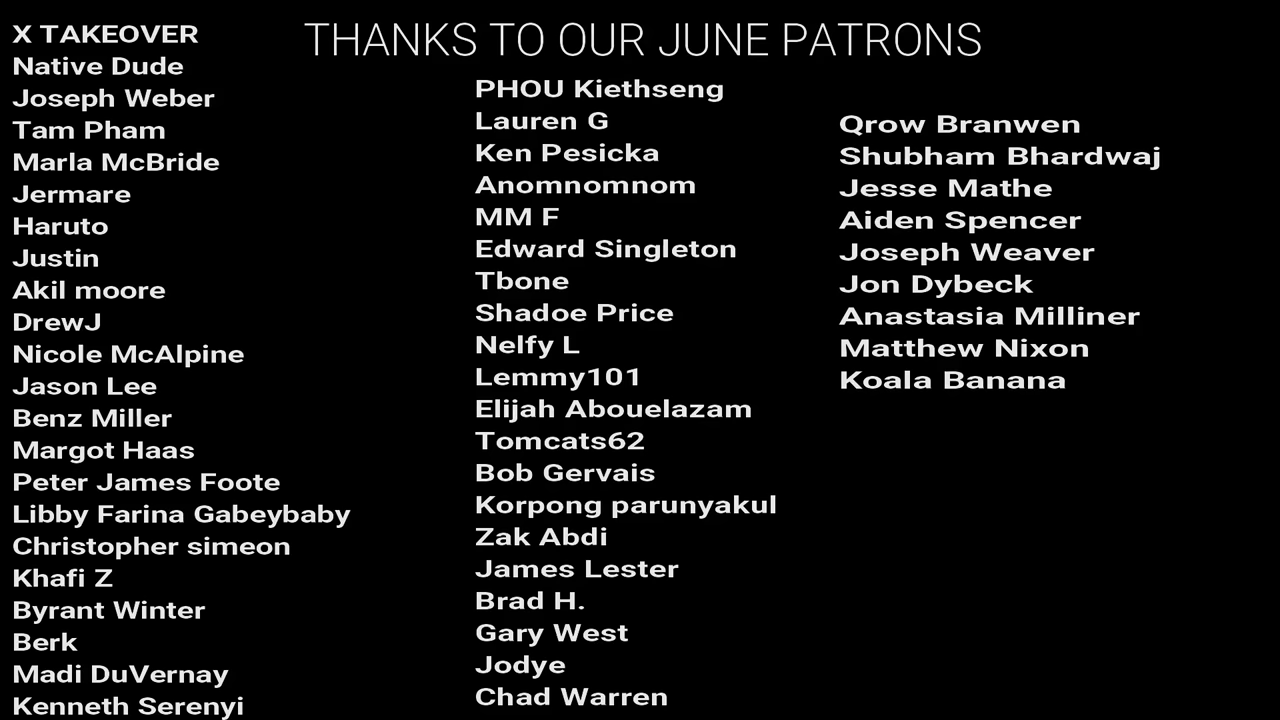 THANKS TO OUR JUNE PATRONS
X TAKEOVER
Native Dude
Joseph Weber
Tam Pham
Marla McBride
Jermare
Haruto
Justin
Akil moore
DrewJ
Nicole McAlpine
Jason Lee
Benz Miller
Margot Haas
Peter James Foote
Libby Farina Gabeybaby
Christopher simeon
Khafi Z
Byrant Winter
Berk
Madi DuVernay
Kenneth Serenyi
PHOU Kiethseng
Lauren G
Ken Pesicka
Anomnomnom
MM F
Edward Singleton
Tbone
Shadoe Price
Nelfy L
Lemmy101
Elijah Abouelazam
Tomcats62
Bob Gervais
Korpong parunyakul
Zak Abdi
James Lester
Brad H.
Gary West
Jodye
Chad Warren
Qrow Branwen
Shubham Bhardwaj
Jesse Mathe
Aiden Spencer
Joseph Weaver
Jon Dybeck
Anastasia Milliner
Matthew Nixon
Koala Banana